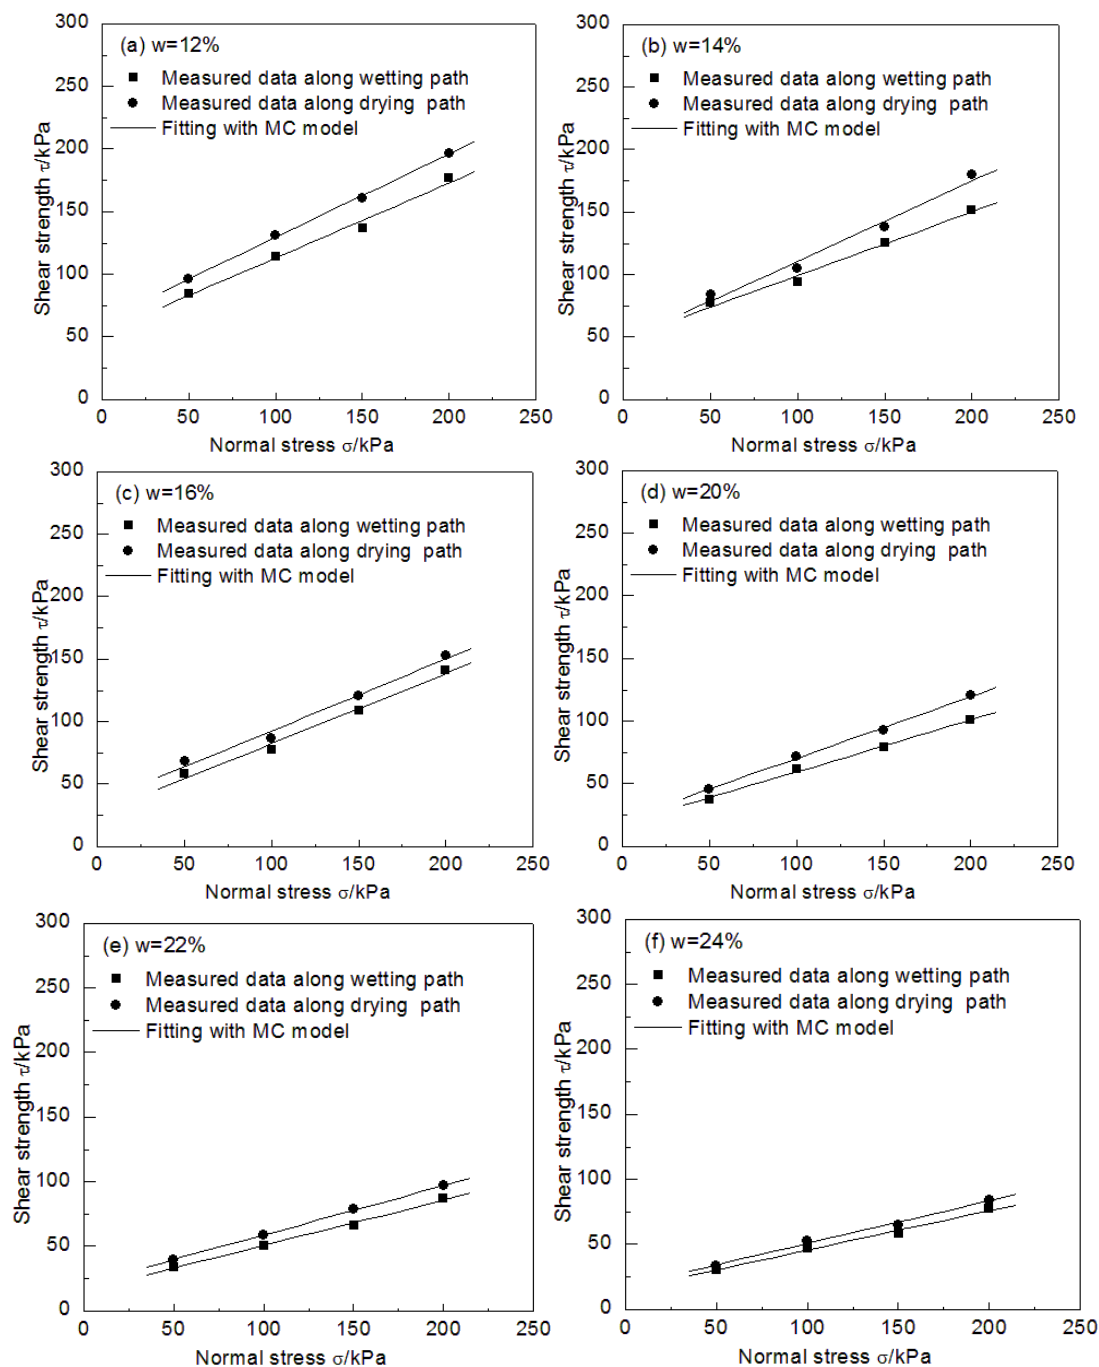 (a) w=12%
Measured data along wetting path
Measured data along drying path
Fitting with MC model
300
250
200
150
100
50
0
Shear strength τ/kPa
0 50 100 150 200 250
Normal stress σ/kPa
(b) w=14%
Measured data along wetting path
Measured data along drying path
Fitting with MC model
300
250
200
150
100
50
0
Shear strength τ/kPa
0 50 100 150 200 250
Normal stress σ/kPa
(c) w=16%
Measured data along wetting path
Measured data along drying path
Fitting with MC model
300
250
200
150
100
50
0
Shear strength τ/kPa
0 50 100 150 200 250
Normal stress σ/kPa
(d) w=20%
Measured data along wetting path
Measured data along drying path
Fitting with MC model
300
250
200
150
100
50
0
Shear strength τ/kPa
0 50 100 150 200 250
Normal stress σ/kPa
(e) w=22%
Measured data along wetting path
Measured data along drying path
Fitting with MC model
300
250
200
150
100
50
0
Shear strength τ/kPa
0 50 100 150 200 250
Normal stress σ/kPa
(f) w=24%
Measured data along wetting path
Measured data along drying path
Fitting with MC model
300
250
200
150
100
50
0
Shear strength τ/kPa
0 50 100 150 200 250
Normal stress σ/kPa